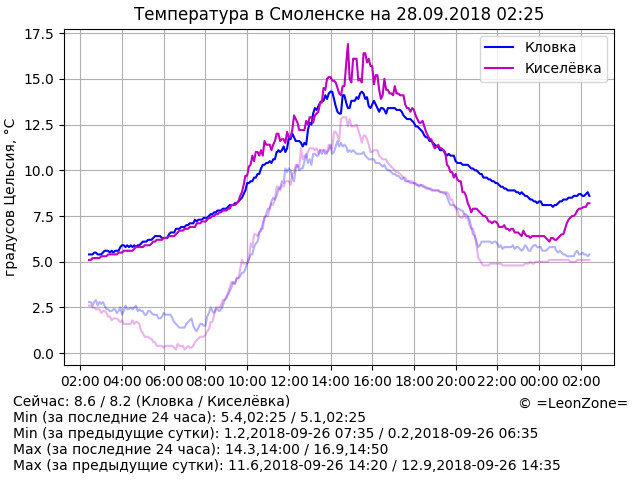 Температура в Смоленске на 28.09.2018 02:25
17.5
15.0
12.5
10.0
7.5
5.0
2.5
0.0
градусов Цельсия, °C
Кловка
Киселёвка
02:00 04:00 06:00 08:00 10:00 12:00 14:00 16:00 18:00 20:00 22:00 00:00 02:00
Сейчас: 8.6 / 8.2 (Кловка / Киселёвка)
© =LeonZone=
Min (за последние 24 часа): 5.4,02:25 / 5.1,02:25
Min (за предыдущие сутки): 1.2,2018-09-26 07:35 / 0.2,2018-09-26 06:35
Max (за последние 24 часа): 14.3,14:00 / 16.9,14:50
Max (за предыдущие сутки): 11.6,2018-09-26 14:20 / 12.9,2018-09-26 14:35